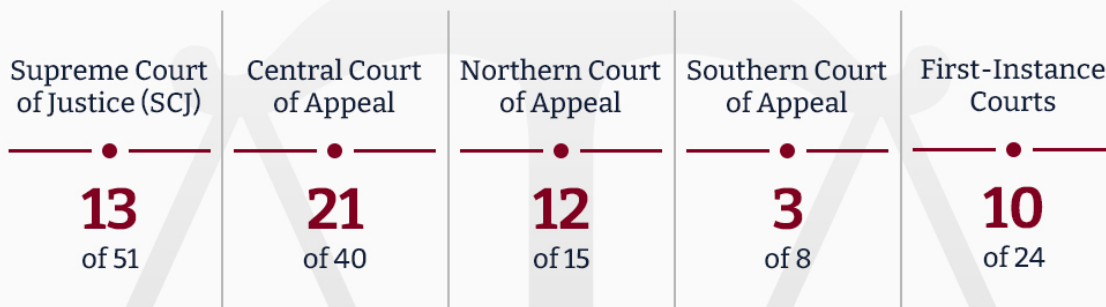 Supreme Court
of Justice (SCJ)
13
of 51
Central Court
of Appeal
21
of 40
Northern Court
of Appeal
12
of 15
Southern Court
of Appeal
3
of 8
First-Instance
Courts
10
of 24